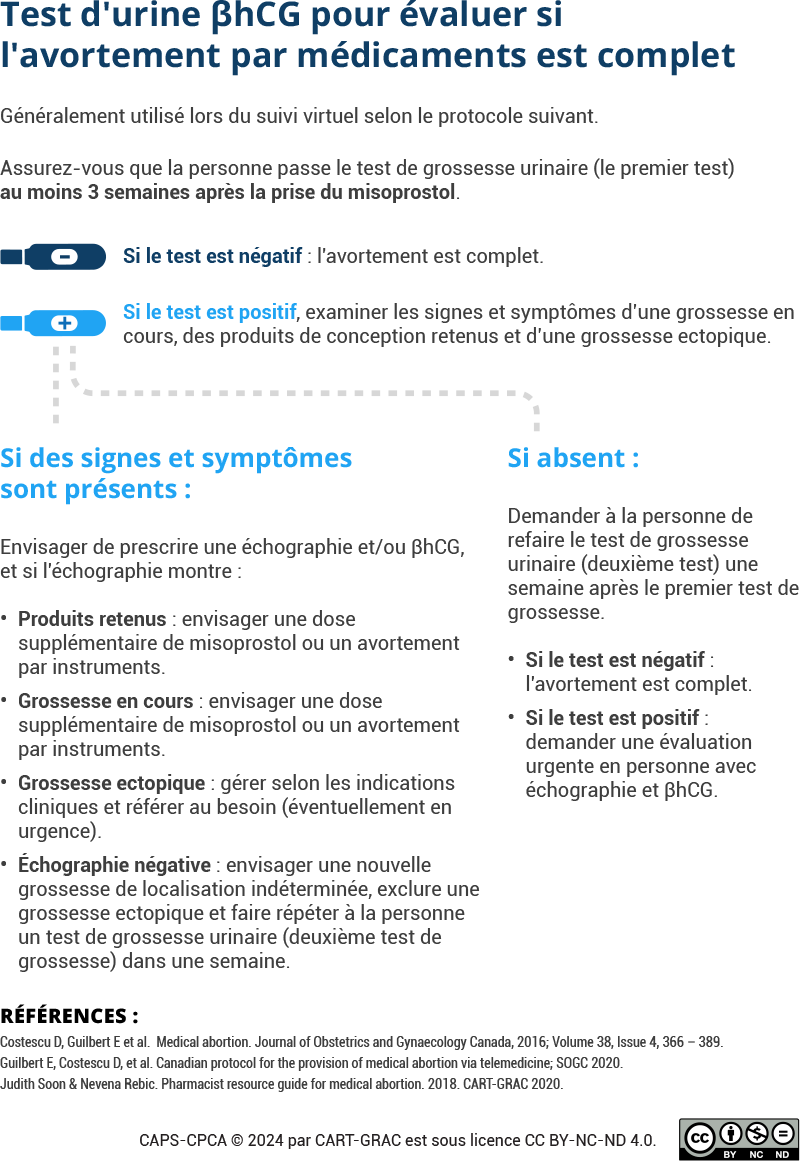 Test d'urine βhCG pour évaluer si
l'avortement par médicaments est complet
Généralement utilisé lors du suivi virtuel selon le protocole suivant.
Assurez-vous que la personne passe le test de grossesse urinaire (le premier test)
au moins 3 semaines après la prise du misoprostol.
Si le test est négatif : l'avortement est complet.
Si le test est positif, examiner les signes et symptômes d'une grossesse en
cours, des produits de conception retenus et d'une grossesse ectopique.
Si des signes et symptômes
sont présents :
Envisager de prescrire une échographie et/ou βhCG,
et si l'échographie montre :
• Produits retenus : envisager une dose
supplémentaire de misoprostol ou un avortement
par instruments.
• Grossesse en cours : envisager une dose
supplémentaire de misoprostol ou un avortement
par instruments.
• Grossesse ectopique : gérer selon les indications
cliniques et référer au besoin (éventuellement en
urgence).
• Échographie négative : envisager une nouvelle
grossesse de localisation indéterminée, exclure une
grossesse ectopique et faire répéter à la personne
un test de grossesse urinaire (deuxième test de
grossesse) dans une semaine.
Si absent :
Demander à la personne de
refaire le test de grossesse
urinaire (deuxième test) une
semaine après le premier test de
grossesse.
• Si le test est négatif :
l'avortement est complet.
• Si le test est positif :
demander une évaluation
urgente en personne avec
échographie et βhCG.
RÉFÉRENCES :
Costescu D, Guilbert E et al. Medical abortion. Journal of Obstetrics and Gynaecology Canada, 2016; Volume 38, Issue 4, 366 – 389.
Guilbert E, Costescu D, et al. Canadian protocol for the provision of medical abortion via telemedicine; SOGC 2020.
Judith Soon & Nevena Rebic. Pharmacist resource guide for medical abortion. 2018. CART-GRAC 2020.
CAPS-CPCA © 2024 par CART-GRAC est sous licence CC BY-NC-ND 4.0.
cc BY NC ND